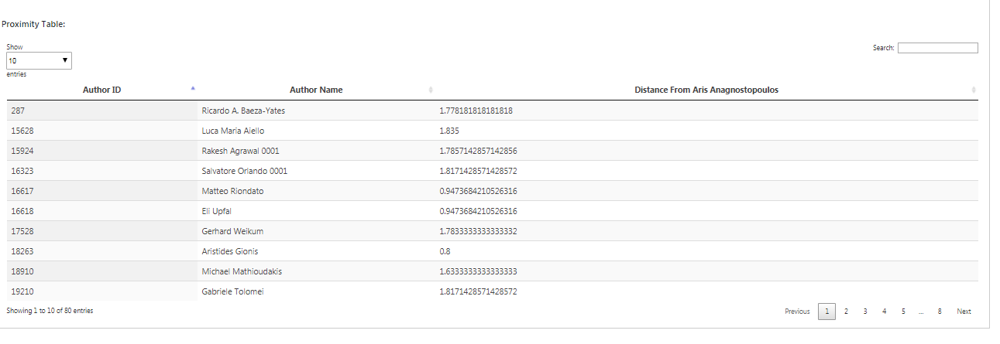 Proximity Table:
Show
10
entries
Search:
Author ID Author Name Distance From Aris Anagnostopoulos
287 Ricardo A. Baeza-Yates 1.778181818181818
15628 Luca Maria Aiello 1.835
15924 Rakesh Agrawal 0001 1.7857142857142856
16323 Salvatore Orlando 0001 1.8171428571428572
16617 Matteo Riondato 0.9473684210526316
16618 Eli Upfal 0.9473684210526316
17528 Gerhard Weikum 1.7833333333333332
18263 Aristides Gionis 0.8
18910 Michael Mathioudakis 1.6333333333333333
19210 Gabriele Tolomei 1.8171428571428572
Showing 1 to 10 of 80 entries
Previous 1 2 3 4 5 ... 8 Next